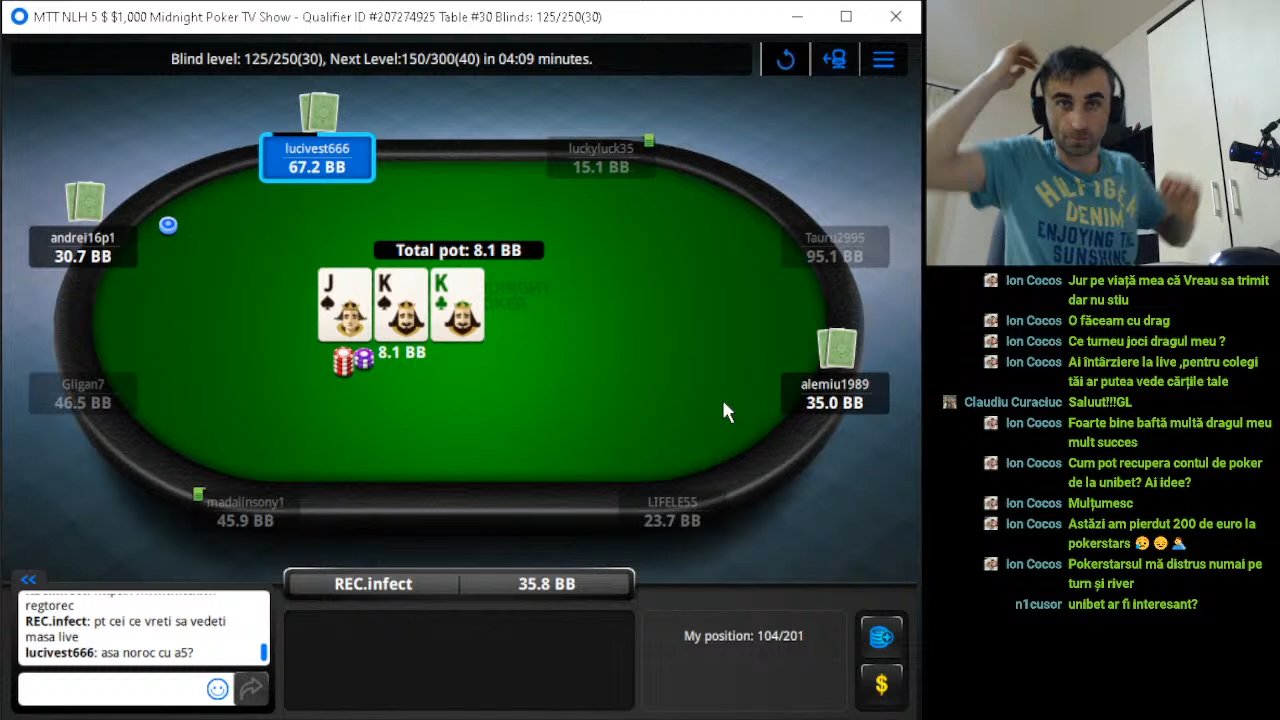 MTT NLH 5 $ $1,000 Midnight Poker TV Show - Qualifier ID #207274925 Table #30 Blinds: 125/250(30)
Blind level: 125/250(30), Next Level:150/300(40) in 04:09 minutes.
lucivest666
67.2 BB
luckyluck35
15.1 BB
andrei16p1
30.7 BB
Tauru2995
95.1 BB
Total pot: 8.1 BB
J
K
K
MIDNIGHT
POKER
8.1 BB
Gligan7
46.5 BB
alemiu1989
35.0 BB
madalinsony1
45.9 BB
LIFELE55
23.7 BB
REC.infect
35.8 BB
regtorec
REC.infect: pt cei ce vreti sa vedeti
masa live
lucivest666: asa noroc cu a5?
My position: 104/201
$
HILFIGER
DENIM
ENJOYING THE
SUNSHINE
Ion Cocos Jur pe viață mea că Vreau sa trimit
dar nu stiu
Ion Cocos O făceam cu drag
Ion Cocos Ce turneu joci dragul meu ?
Ion Cocos Ai întârziere la live ,pentru colegi
tăi ar putea vede cărțile tale
Claudiu Curaciuc Saluut!!!GL
Ion Cocos Foarte bine baftă multă dragul meu
mult succes
Ion Cocos Cum pot recupera contul de poker
de la unibet? Ai idee?
Ion Cocos Mulțumesc
Ion Cocos Astăzi am pierdut 200 de euro la
pokerstars 😥😔🤦‍♂️
Ion Cocos Pokerstarsul mă distrus numai pe
turn și river
n1cusor unibet ar fi interesant?